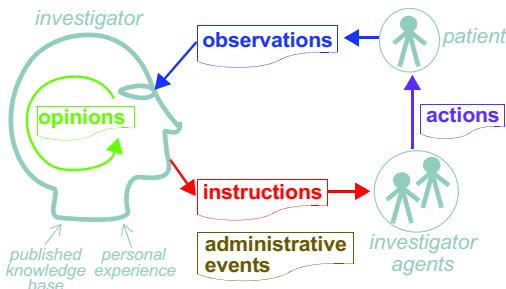 investigator
observations
patient
opinions
actions
instructions
administrative
events
investigator
agents
published
knowledge
base
personal
experience